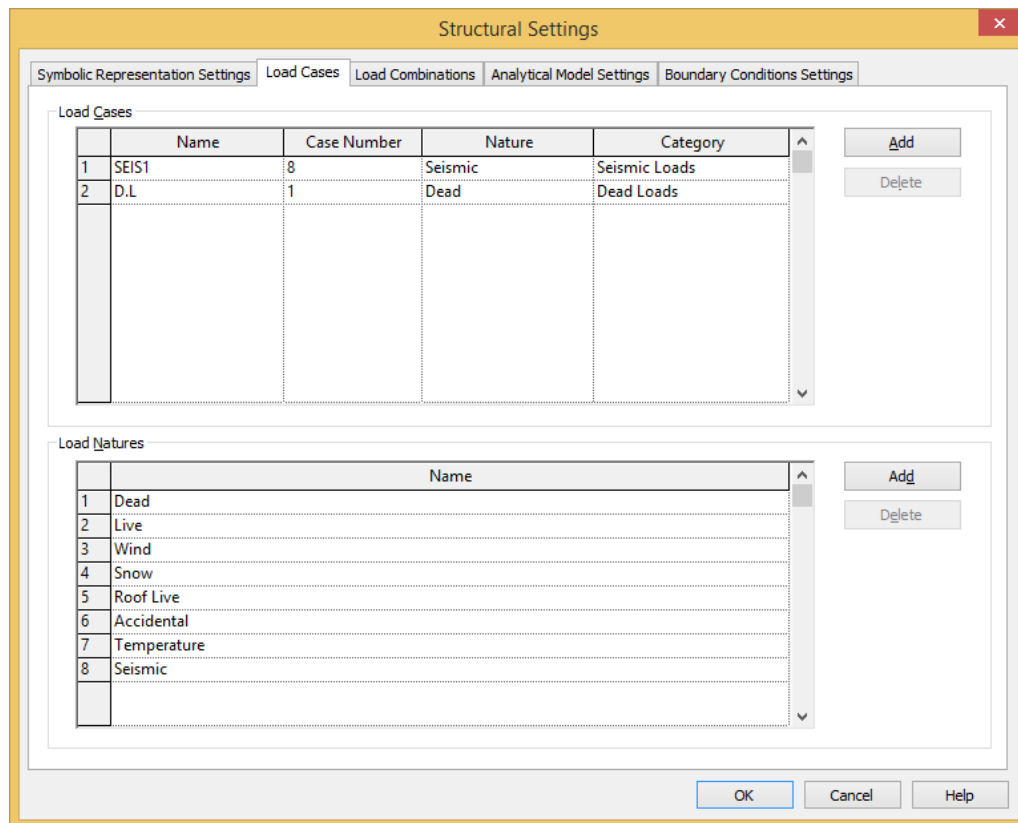 Structural Settings
Symbolic Representation Settings Load Cases Load Combinations Analytical Model Settings Boundary Conditions Settings
Load Cases
Name Case Number Nature Category Add
1 SEIS1 8 Seismic Seismic Loads
2 D.L 1 Dead Dead Loads
Delete
Load Natures
Name Add
1 Dead
2 Live
3 Wind
4 Snow
5 Roof Live
6 Accidental
7 Temperature
8 Seismic
Delete
OK Cancel Help